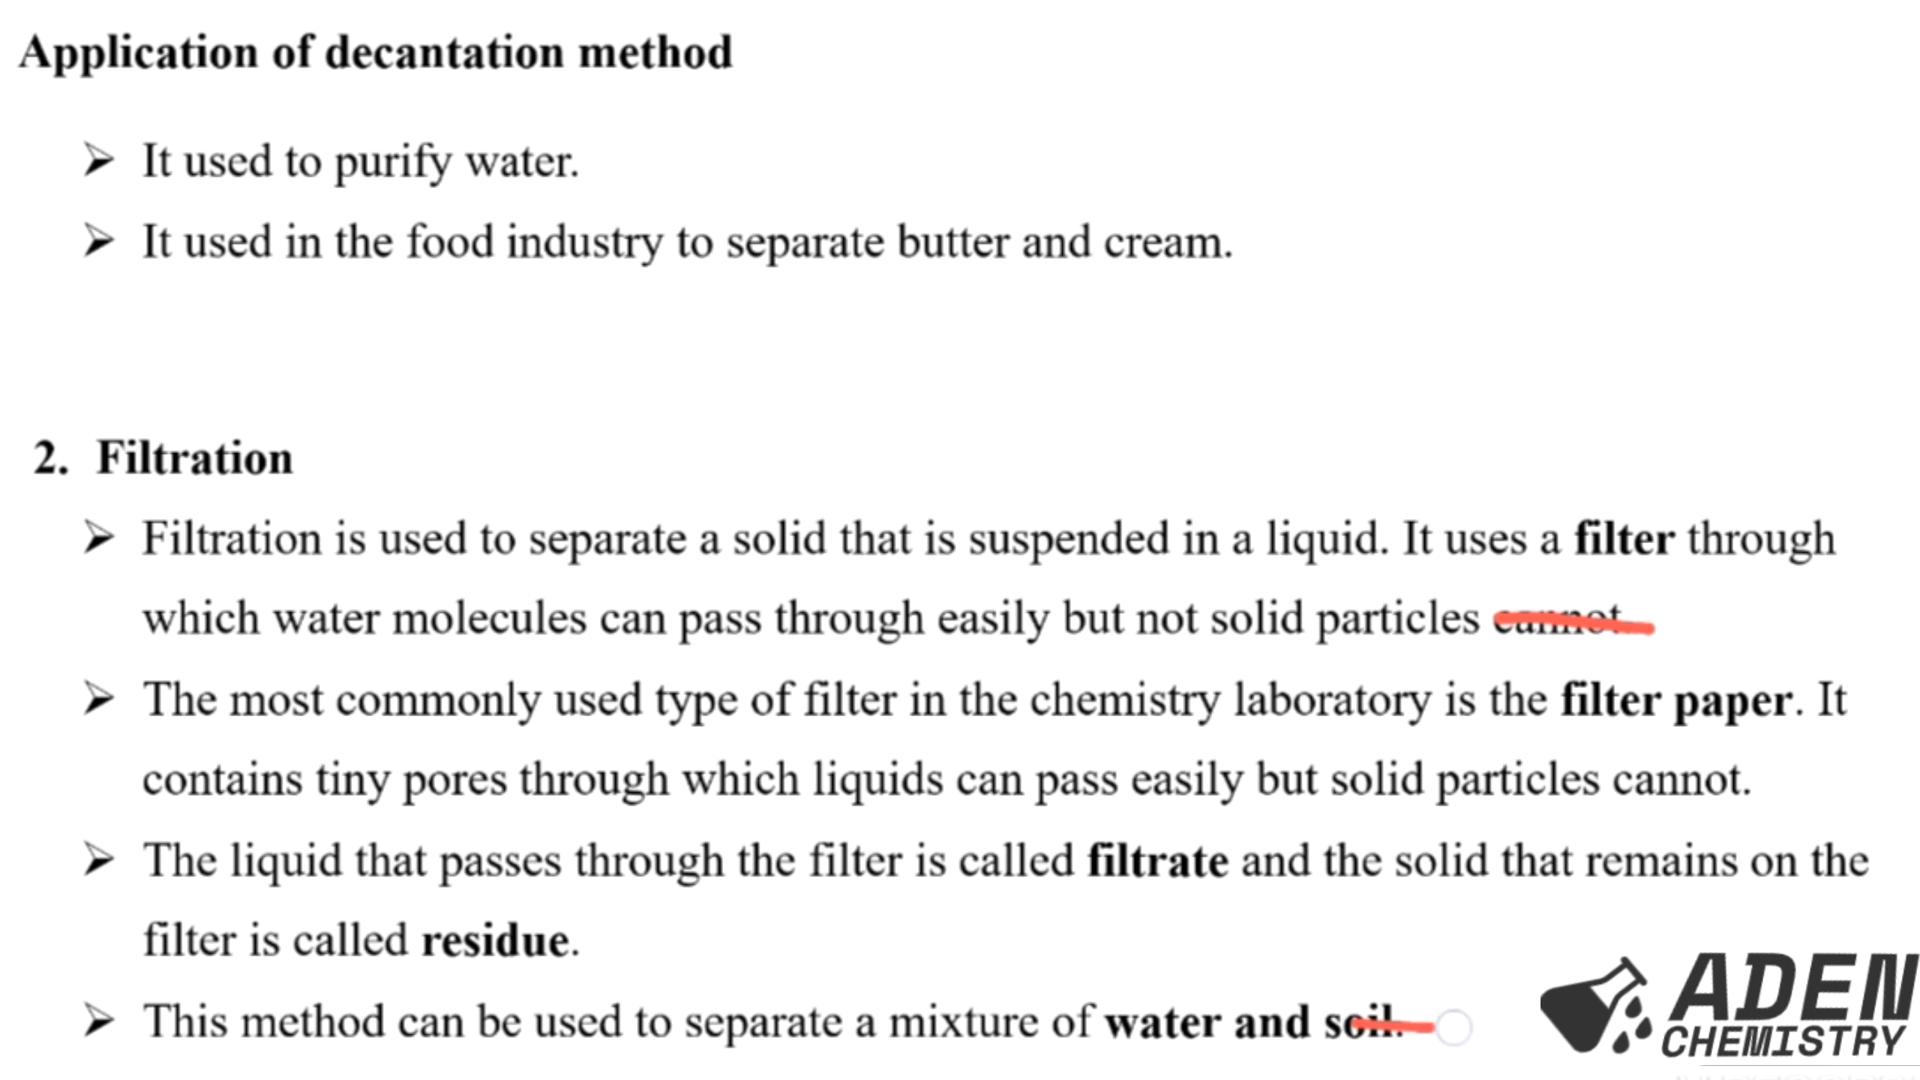 Application of decantation method
➢ It used to purify water.
➢ It used in the food industry to separate butter and cream.
2. Filtration
➢ Filtration is used to separate a solid that is suspended in a liquid. It uses a filter through
which water molecules can pass through easily but not solid particles cannot.
➢ The most commonly used type of filter in the chemistry laboratory is the filter paper. It
contains tiny pores through which liquids can pass easily but solid particles cannot.
➢ The liquid that passes through the filter is called filtrate and the solid that remains on the
filter is called residue.
➢ This method can be used to separate a mixture of water and soil.
ADEN
CHEMISTRY